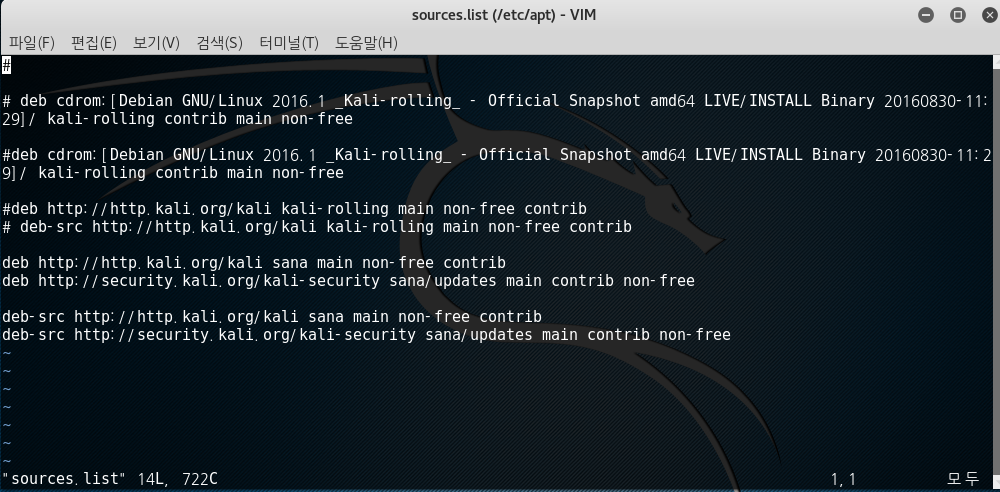 sources.list (/etc/apt) - VIM
파일(F) 편집(E) 보기(V) 검색(S) 터미널(T) 도움말(H)
#
# deb cdrom:[Debian GNU/Linux 2016.1 _Kali-rolling_ - Official Snapshot amd64 LIVE/INSTALL Binary 20160830-11:
29]/ kali-rolling contrib main non-free
#deb cdrom:[Debian GNU/Linux 2016.1 _Kali-rolling_ - Official Snapshot amd64 LIVE/INSTALL Binary 20160830-11:2
9]/ kali-rolling contrib main non-free
#deb http://http.kali.org/kali kali-rolling main non-free contrib
# deb-src http://http.kali.org/kali kali-rolling main non-free contrib
deb http://http.kali.org/kali sana main non-free contrib
deb http://security.kali.org/kali-security sana/updates main contrib non-free
deb-src http://http.kali.org/kali sana main non-free contrib
deb-src http://security.kali.org/kali-security sana/updates main contrib non-free
~
~
~
~
~
~
~
"sources.list" 14L, 722C 1,1 모두